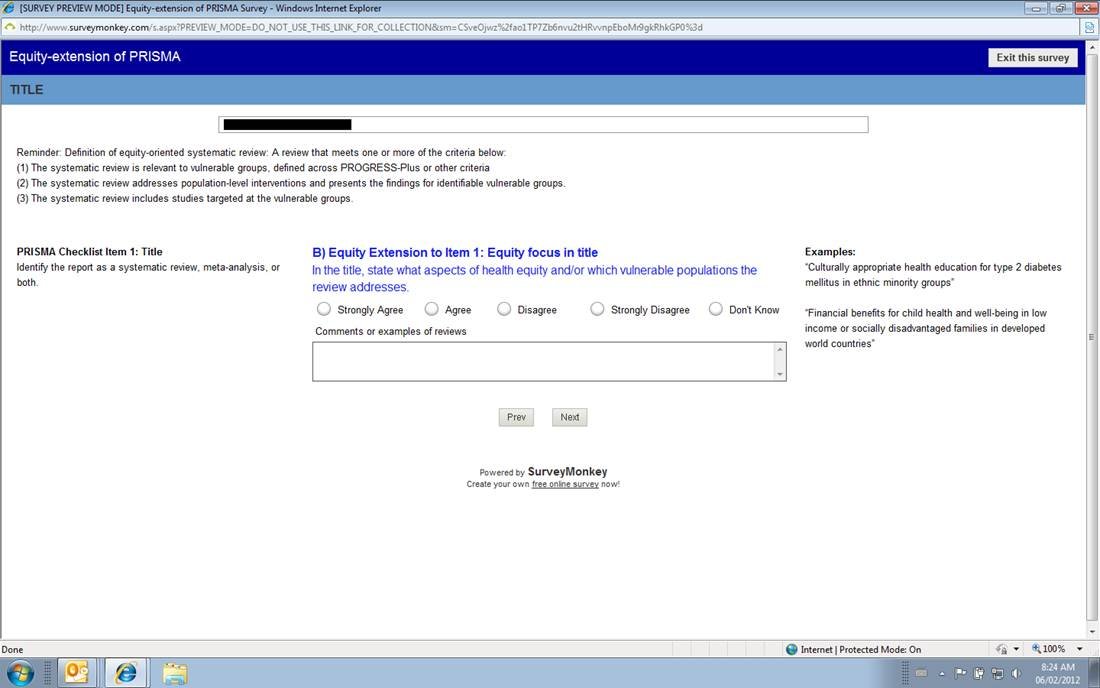 [SURVEY PREVIEW MODE] Equity-extension of PRISMA Survey - Windows Internet Explorer
http://www.surveymonkey.com/s.aspx?PREVIEW_MODE=DO_NOT_USE_THIS_LINK_FOR_COLLECTION&sm=CSveOjwz%2fao1TP7Zb6nvu2tHRvvnpEboMr9gkRhkGP0%3d
Equity-extension of PRISMA
Exit this survey
TITLE
Reminder: Definition of equity-oriented systematic review: A review that meets one or more of the criteria below:
(1) The systematic review is relevant to vulnerable groups, defined across PROGRESS-Plus or other criteria
(2) The systematic review addresses population-level interventions and presents the findings for identifiable vulnerable groups.
(3) The systematic review includes studies targeted at the vulnerable groups.
PRISMA Checklist Item 1: Title
Identify the report as a systematic review, meta-analysis, or
both.
B) Equity Extension to Item 1: Equity focus in title
In the title, state what aspects of health equity and/or which vulnerable populations the
review addresses.
Strongly Agree Agree Disagree Strongly Disagree Don't Know
Comments or examples of reviews
Examples:
“Culturally appropriate health education for type 2 diabetes
mellitus in ethnic minority groups”
“Financial benefits for child health and well-being in low
income or socially disadvantaged families in developed
world countries”
Prev Next
Powered by SurveyMonkey
Create your own free online survey now!
Done
Internet | Protected Mode: On
100%
8:24 AM
06/02/2012